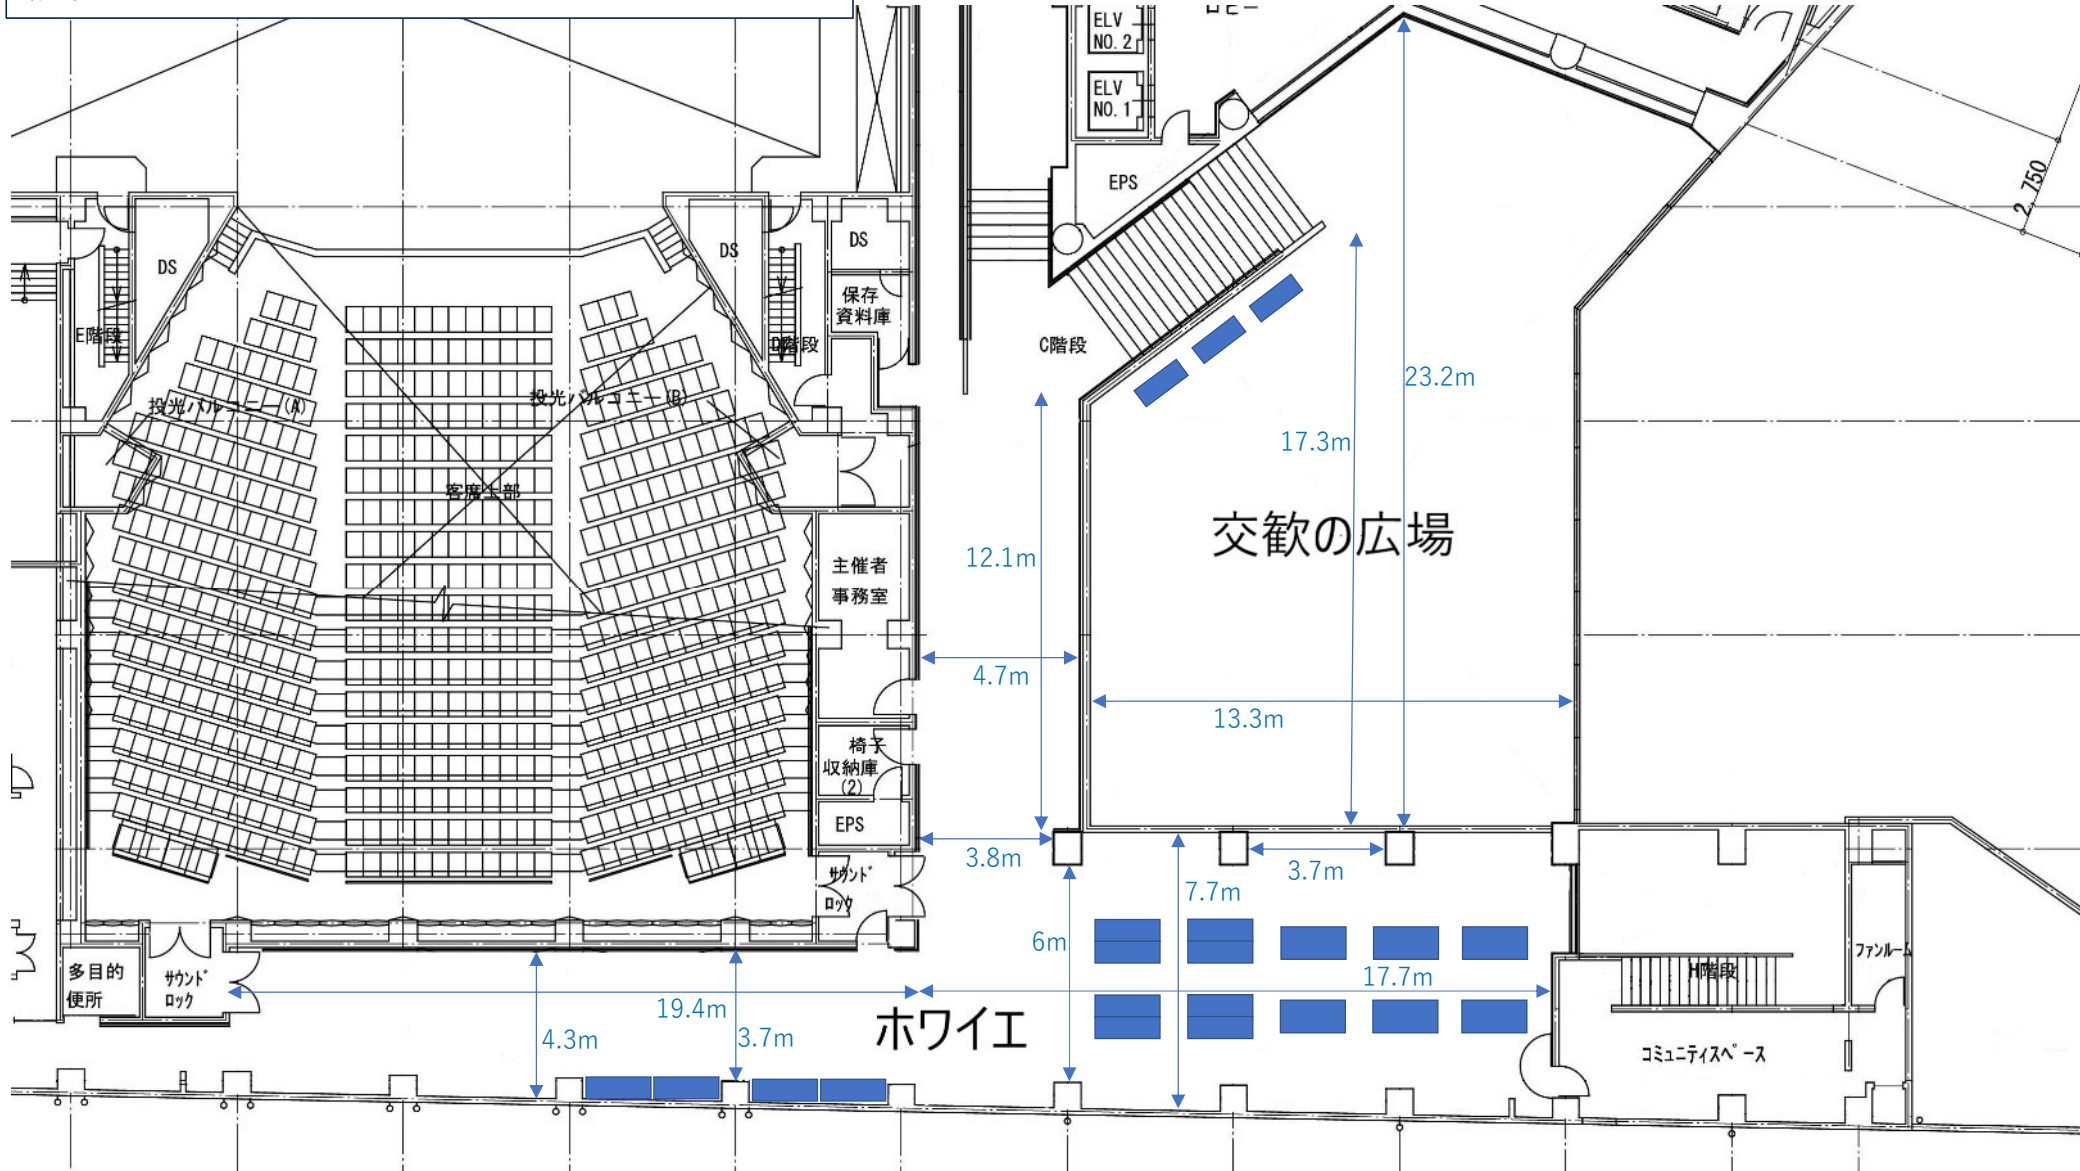 ELV
NO. 2
ELV
NO. 1
ロビー
EPS
2,750
DS
DS
DS
保存
資料庫
E階段
D階段
C階段
投光バルコニー(A)
投光バルコニー(B)
客席上部
23.2m
17.3m
交歓の広場
12.1m
主催者
事務室
4.7m
13.3m
椅子
収納庫
(2)
EPS
3.8m
3.7m
サウンド
ロック
7.7m
6m
多目的
便所
サウンド
ロック
19.4m
17.7m
H階段
ファンルーム
4.3m
3.7m
ホワイエ
コミュニティスペース